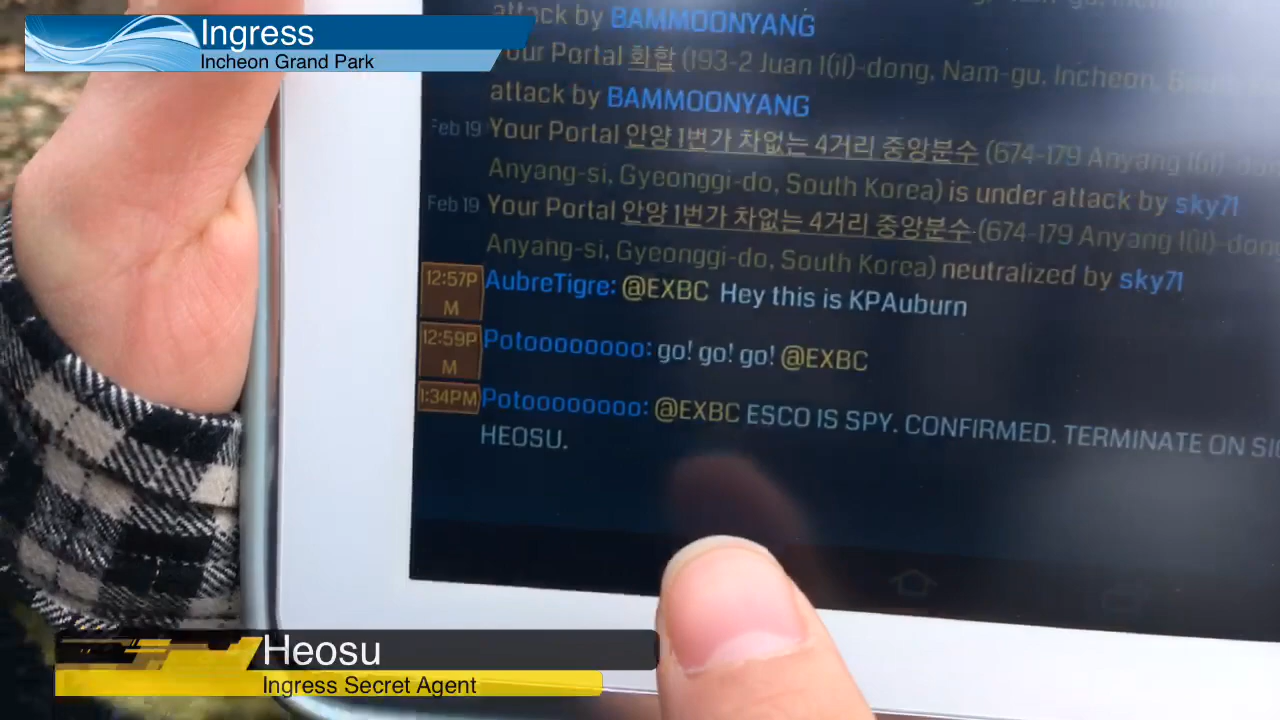 Ingress
Incheon Grand Park
attack by BAMMOONYANG
Your Portal 회합 (193-2 Juan 1(il)-dong, Nam-gu, Incheon,
attack by BAMMOONYANG
Feb 19 Your Portal 안양 1번가 차없는 4거리 중앙분수 (674-179 Anyang 1(il)-
Anyang-si, Gyeonggi-do, South Korea) is under attack by sky71
Feb 19 Your Portal 안양 1번가 차없는 4거리 중앙분수 (674-179 Anyang 1(il)-dong
Anyang-si, Gyeonggi-do, South Korea) neutralized by sky71
12:57P
M
AubreTigre: @EXBC Hey this is KPAuburn
12:59P
M
Potoooooooo: go! go! go! @EXBC
1:34PM Potoooooooo: @EXBC ESCO IS SPY. CONFIRMED. TERMINATE ON
HEOSU.
Heosu
Ingress Secret Agent